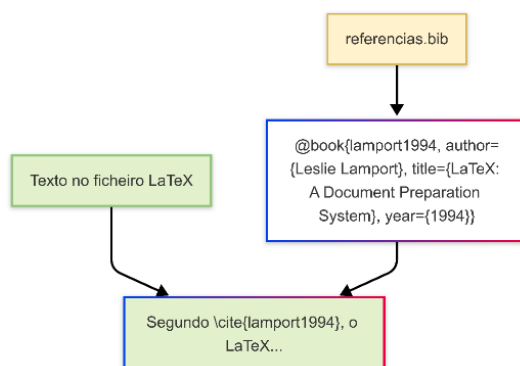 referencias.bib
@book{lamport1994, author=
{Leslie Lamport}, title={LaTeX:
A Document Preparation
System}, year={1994}}
Texto no ficheiro LaTeX
Segundo \cite{lamport1994}, o
LaTeX...